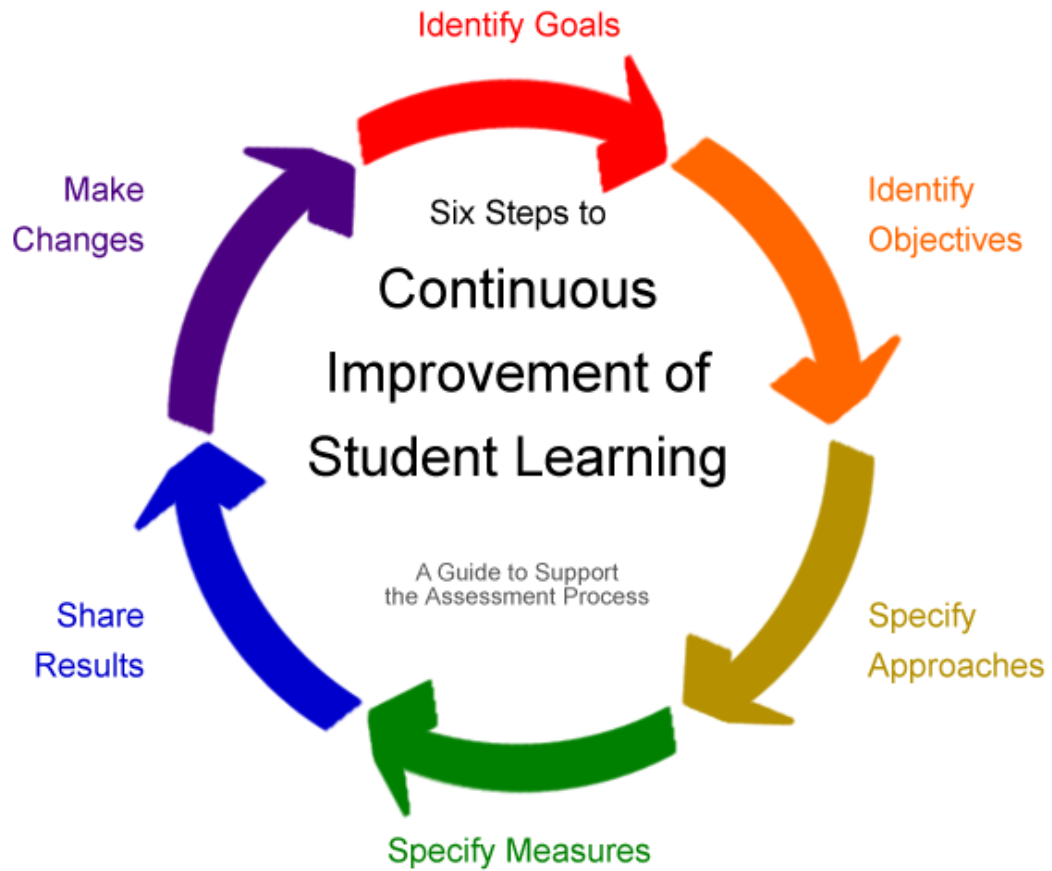 Identify Goals
Identify
Objectives
Specify
Approaches
Specify Measures
Share
Results
Make
Changes
Six Steps to
Continuous
Improvement of
Student Learning
A Guide to Support
the Assessment Process